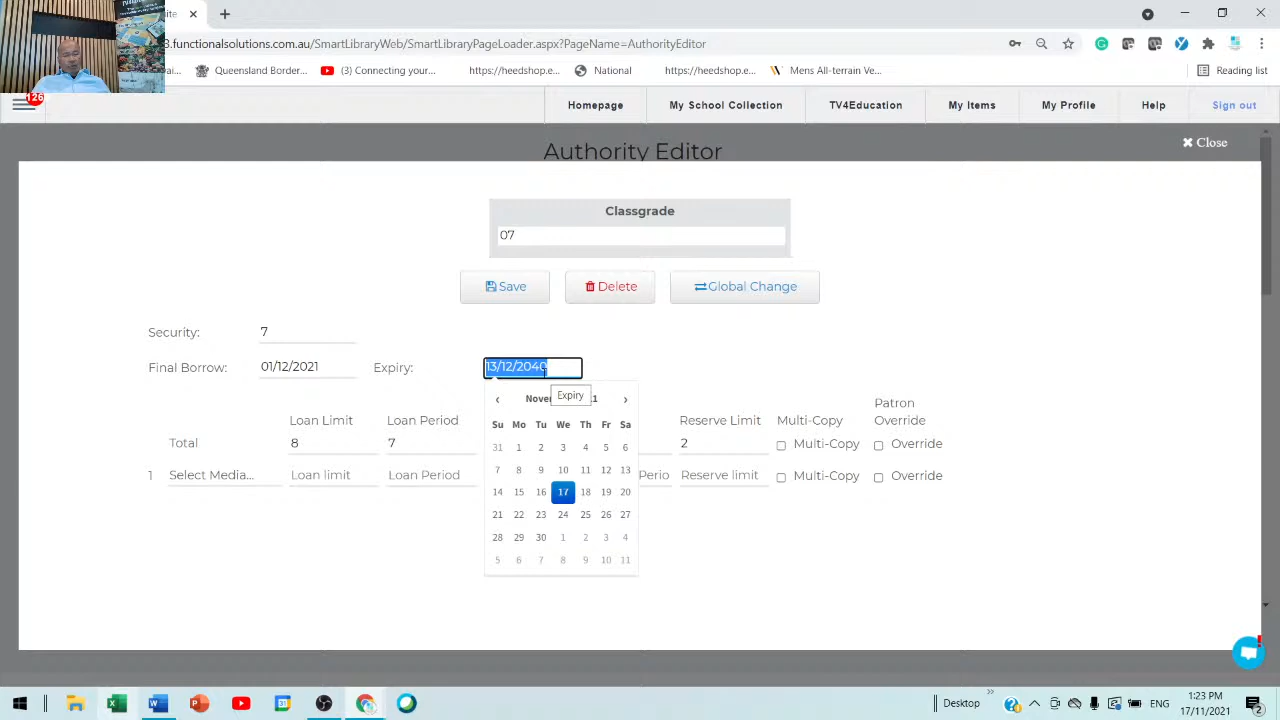 3.functionalsolutions.com.au/SmartLibraryWeb/SmartLibraryPageLoader.aspx?PageName=AuthorityEditor
Queensland Border...
(3) Connecting your...
https://heedshop.e...
National
https://heedshop.e...
Mens All-terrain Ve...
Reading list
126
Homepage
My School Collection
TV4Education
My Items
My Profile
Help
Sign out
Authority Editor
Close
Classgrade
07
Save
Delete
Global Change
Security: 7
Final Borrow: 01/12/2021 Expiry: 13/12/2040
Expiry
Su Mo Tu We Th Fr Sa
31 1 2 3 4 5 6
7 8 9 10 11 12 13
14 15 16 17 18 19 20
21 22 23 24 25 26 27
28 29 30 1 2 3 4
5 6 7 8 9 10 11
Loan Limit Loan Period Reserve Limit Multi-Copy Patron Override
Total 8 7 2 Multi-Copy Override
1 Select Media... Loan limit Loan Period Reserve limit Multi-Copy Override
Desktop
ENG
1:23 PM
17/11/2021
2